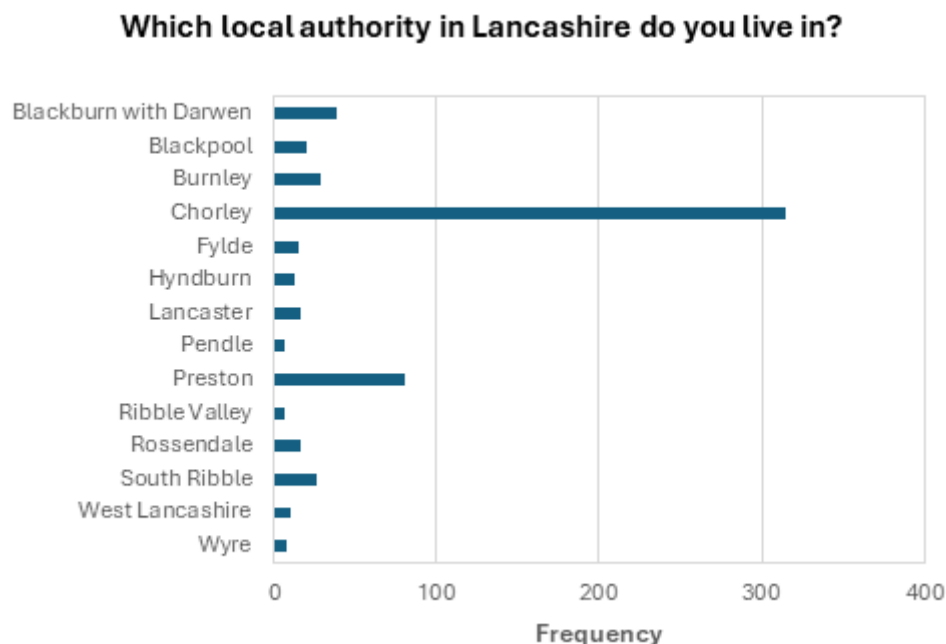 Which local authority in Lancashire do you live in?
Blackburn with Darwen
Blackpool
Burnley
Chorley
Fylde
Hyndburn
Lancaster
Pendle
Preston
Ribble Valley
Rossendale
South Ribble
West Lancashire
Wyre
0 100 200 300 400
Frequency